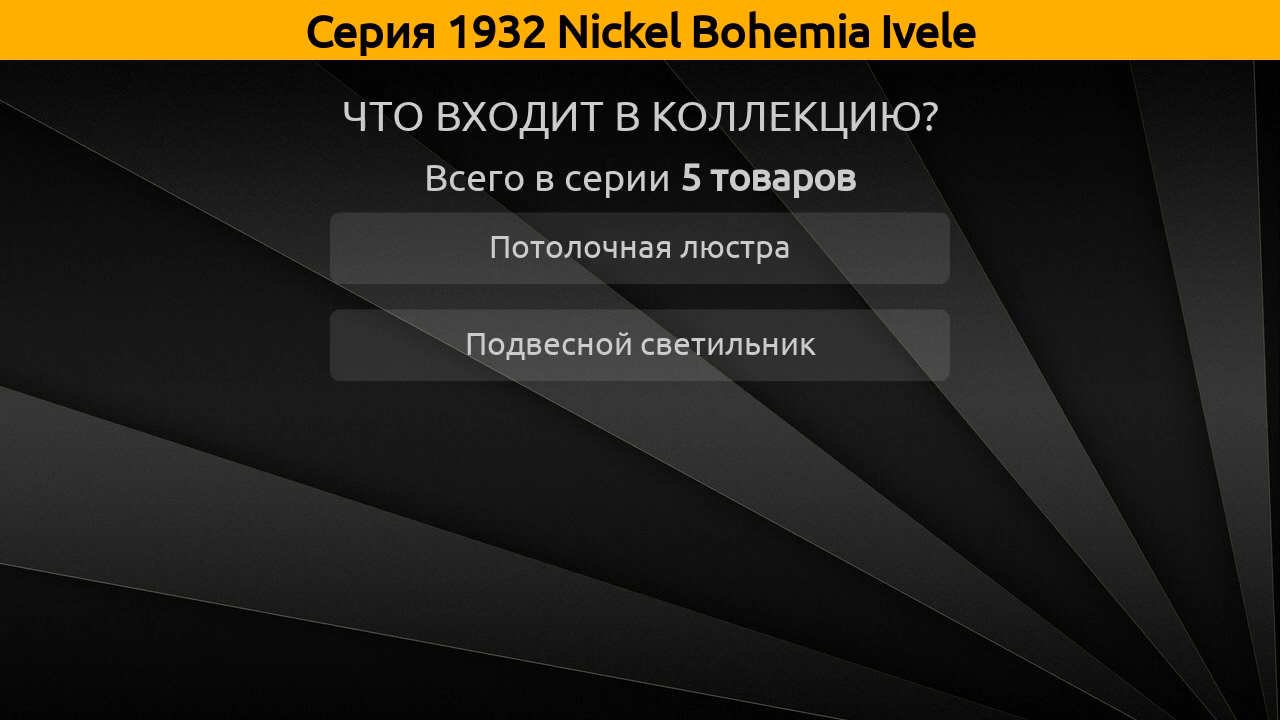 Серия 1932 Nickel Bohemia Ivele
ЧТО ВХОДИТ В КОЛЛЕКЦИЮ?
Всего в серии 5 товаров
Потолочная люстра
Подвесной светильник